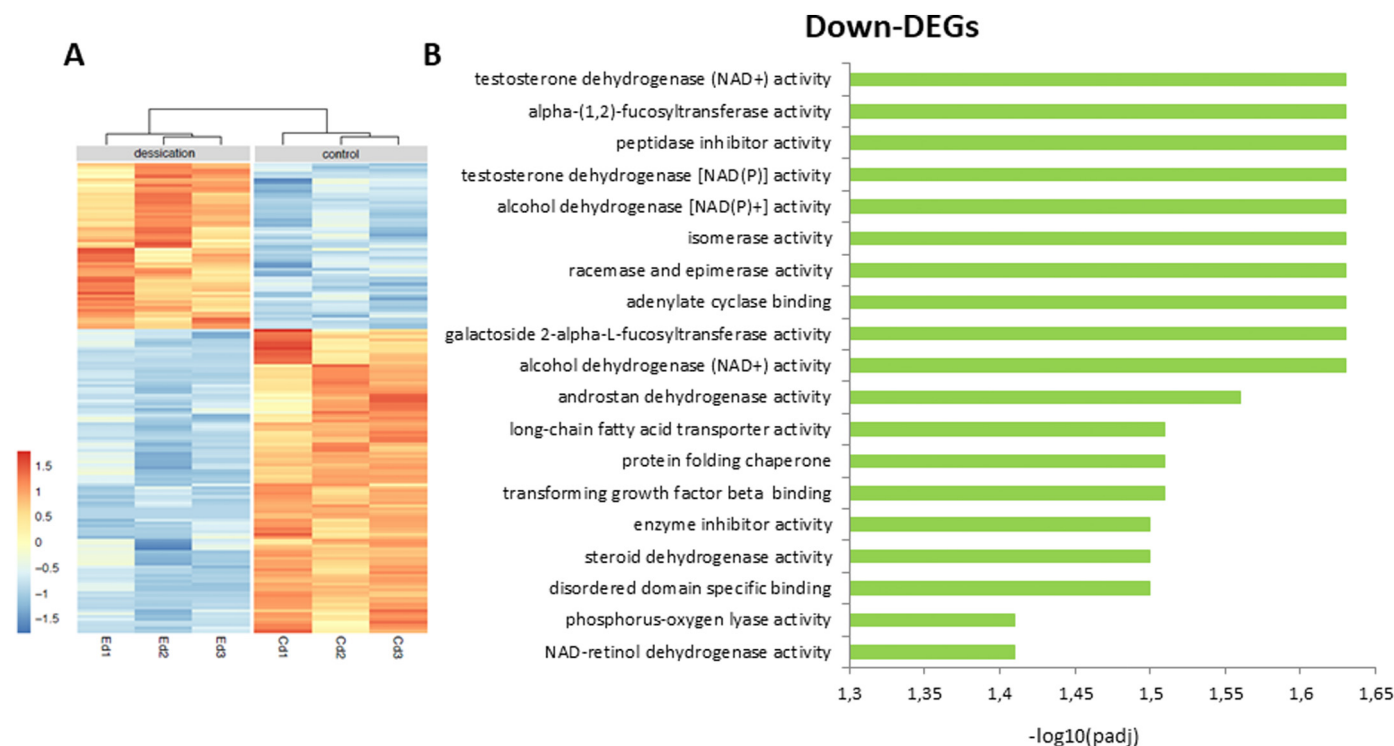 A
dessication
control
1.5
1
0.5
0
−0.5
−1
−1.5
Ed1
Ed2
Ed3
Cd1
Cd2
Cd3
B
Down-DEGs
testosterone dehydrogenase (NAD+) activity
alpha-(1,2)-fucosyltransferase activity
peptidase inhibitor activity
testosterone dehydrogenase [NAD(P)] activity
alcohol dehydrogenase [NAD(P)+] activity
isomerase activity
racemase and epimerase activity
adenylate cyclase binding
galactoside 2-alpha-L-fucosyltransferase activity
alcohol dehydrogenase (NAD+) activity
androstan dehydrogenase activity
long-chain fatty acid transporter activity
protein folding chaperone
transforming growth factor beta binding
enzyme inhibitor activity
steroid dehydrogenase activity
disordered domain specific binding
phosphorus-oxygen lyase activity
NAD-retinol dehydrogenase activity
1,3 1,35 1,4 1,45 1,5 1,55 1,6 1,65
-log10(padj)